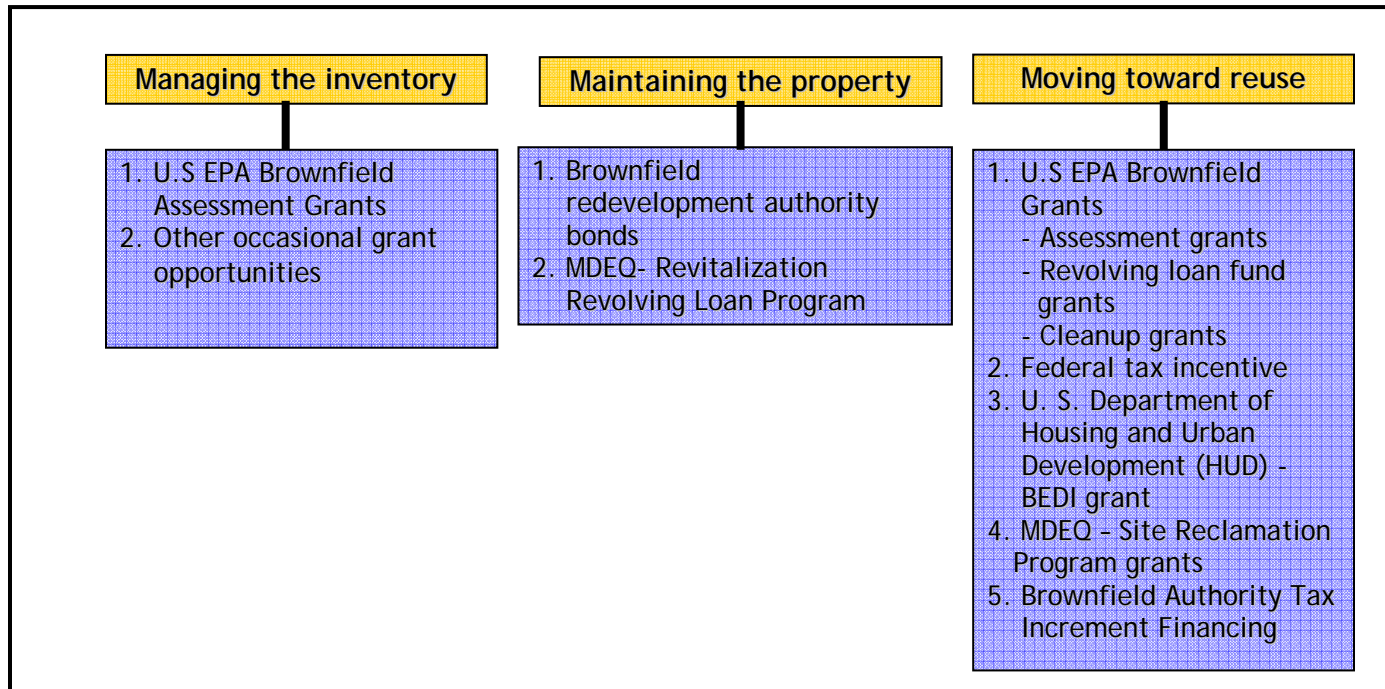 Managing the inventory
1. U.S EPA Brownfield
Assessment Grants
2. Other occasional grant
opportunities
Maintaining the property
1. Brownfield
redevelopment authority
bonds
2. MDEQ- Revitalization
Revolving Loan Program
Moving toward reuse
1. U.S EPA Brownfield
Grants
- Assessment grants
- Revolving loan fund
grants
- Cleanup grants
2. Federal tax incentive
3. U. S. Department of
Housing and Urban
Development (HUD) -
BEDI grant
4. MDEQ – Site Reclamation
Program grants
5. Brownfield Authority Tax
Increment Financing